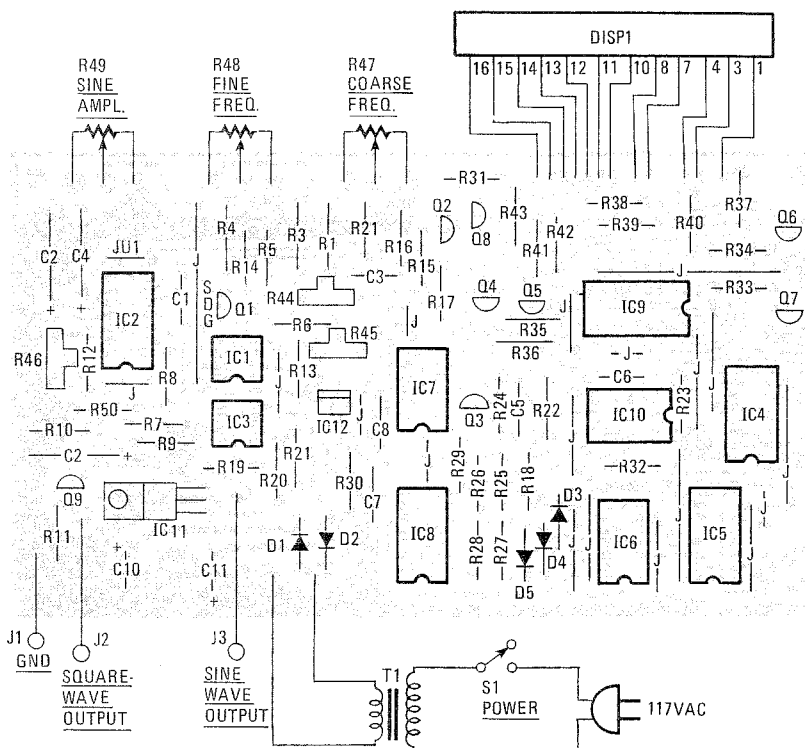 DISP1
16 15 14 13 12 11 10 8 7 4 3 1
R49
SINE
AMPL.
R48
FINE
FREQ.
R47
COARSE
FREQ.
R31
Q2
Q8
R43
R38
R39
R37
Q6
C2
C4
JU1
J
R4
R14
R5
R3
R1
R21
R16
C3
R15
R17
R41
R42
R40
R34
J
R33
+
+
IC2
C1
S
D
G
Q1
R44
R6
R45
J
Q4
Q5
R35
R36
J
IC9
J
J
Q7
R46
R12
J
R8
IC1
J
R13
IC7
J
C6
R50
R7
R10
R9
IC3
IC12
J
C8
Q3
R24
C5
R22
J
IC10
R23
J
IC4
C2
+
R19
R20
R21
R30
C7
J
R29
R26
R25
R18
R32
Q9
IC11
D1
D2
IC8
R28
R27
D3
D4
D5
J
J
IC6
J
IC5
J
J
R11
+
C10
C11
+
J1
GND
J2
SQUARE-
WAVE
OUTPUT
J3
SINE
WAVE
OUTPUT
T1
S1
POWER
117VAC